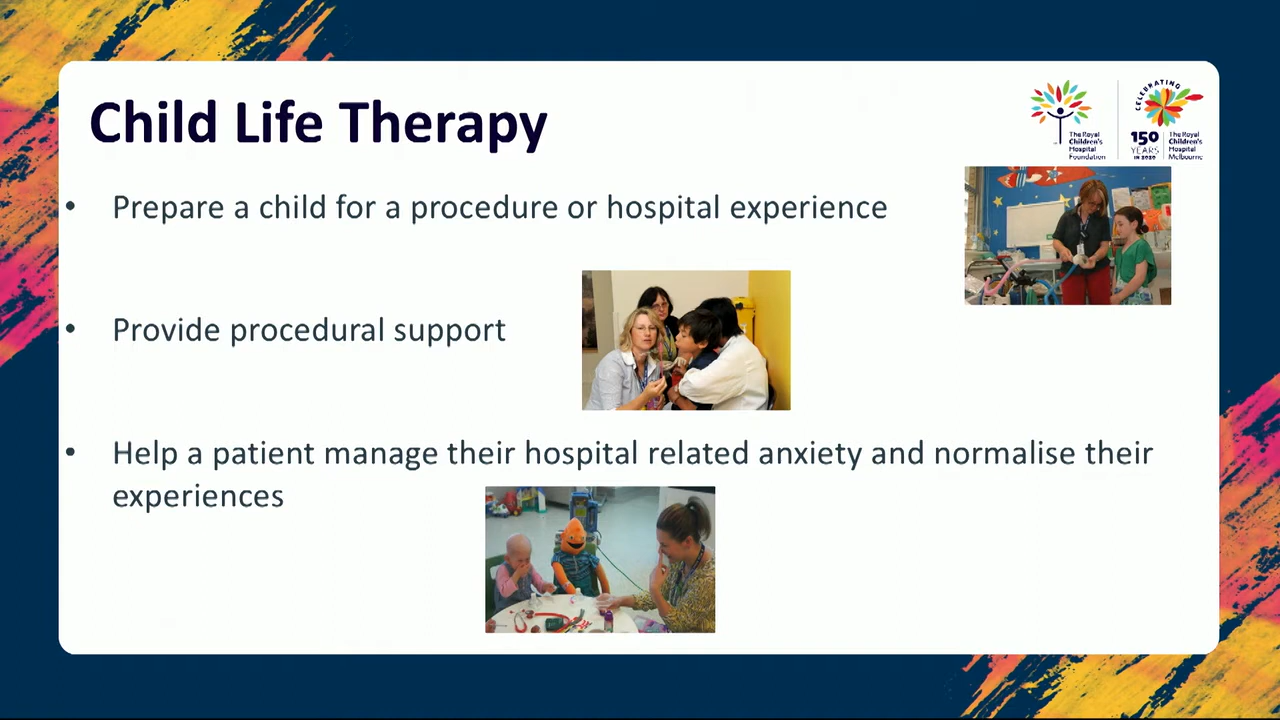 Child Life Therapy
The Royal
Children's
Hospital
Foundation
CELEBRATING
150
YEARS
IN 2020
The Royal
Children's
Hospital
Melbourne
• Prepare a child for a procedure or hospital experience
• Provide procedural support
• Help a patient manage their hospital related anxiety and normalise their
experiences